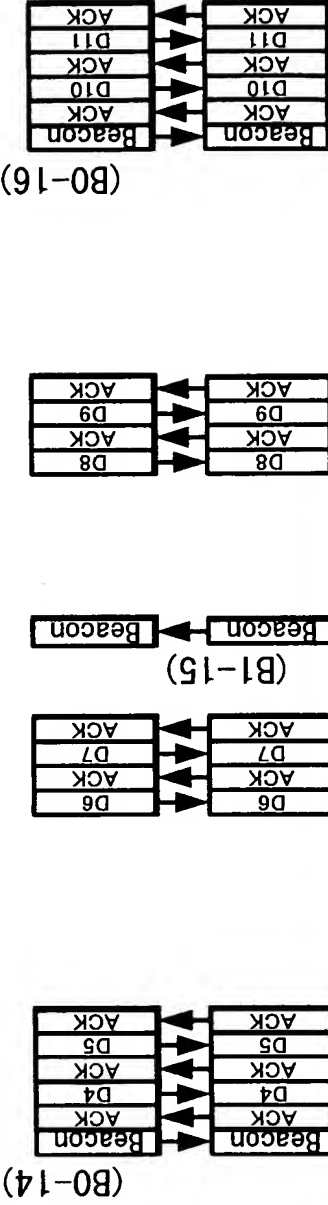 (B0-14)
Beacon Beacon
ACK ACK
D4 D4
ACK ACK
D5 D5
ACK ACK
D6 D6
ACK ACK
D7 D7
ACK ACK
(B1-15)
Beacon Beacon
D8 D8
ACK ACK
D9 D9
ACK ACK
(B0-16)
Beacon Beacon
ACK ACK
D10 D10
ACK ACK
D11 D11
ACK ACK